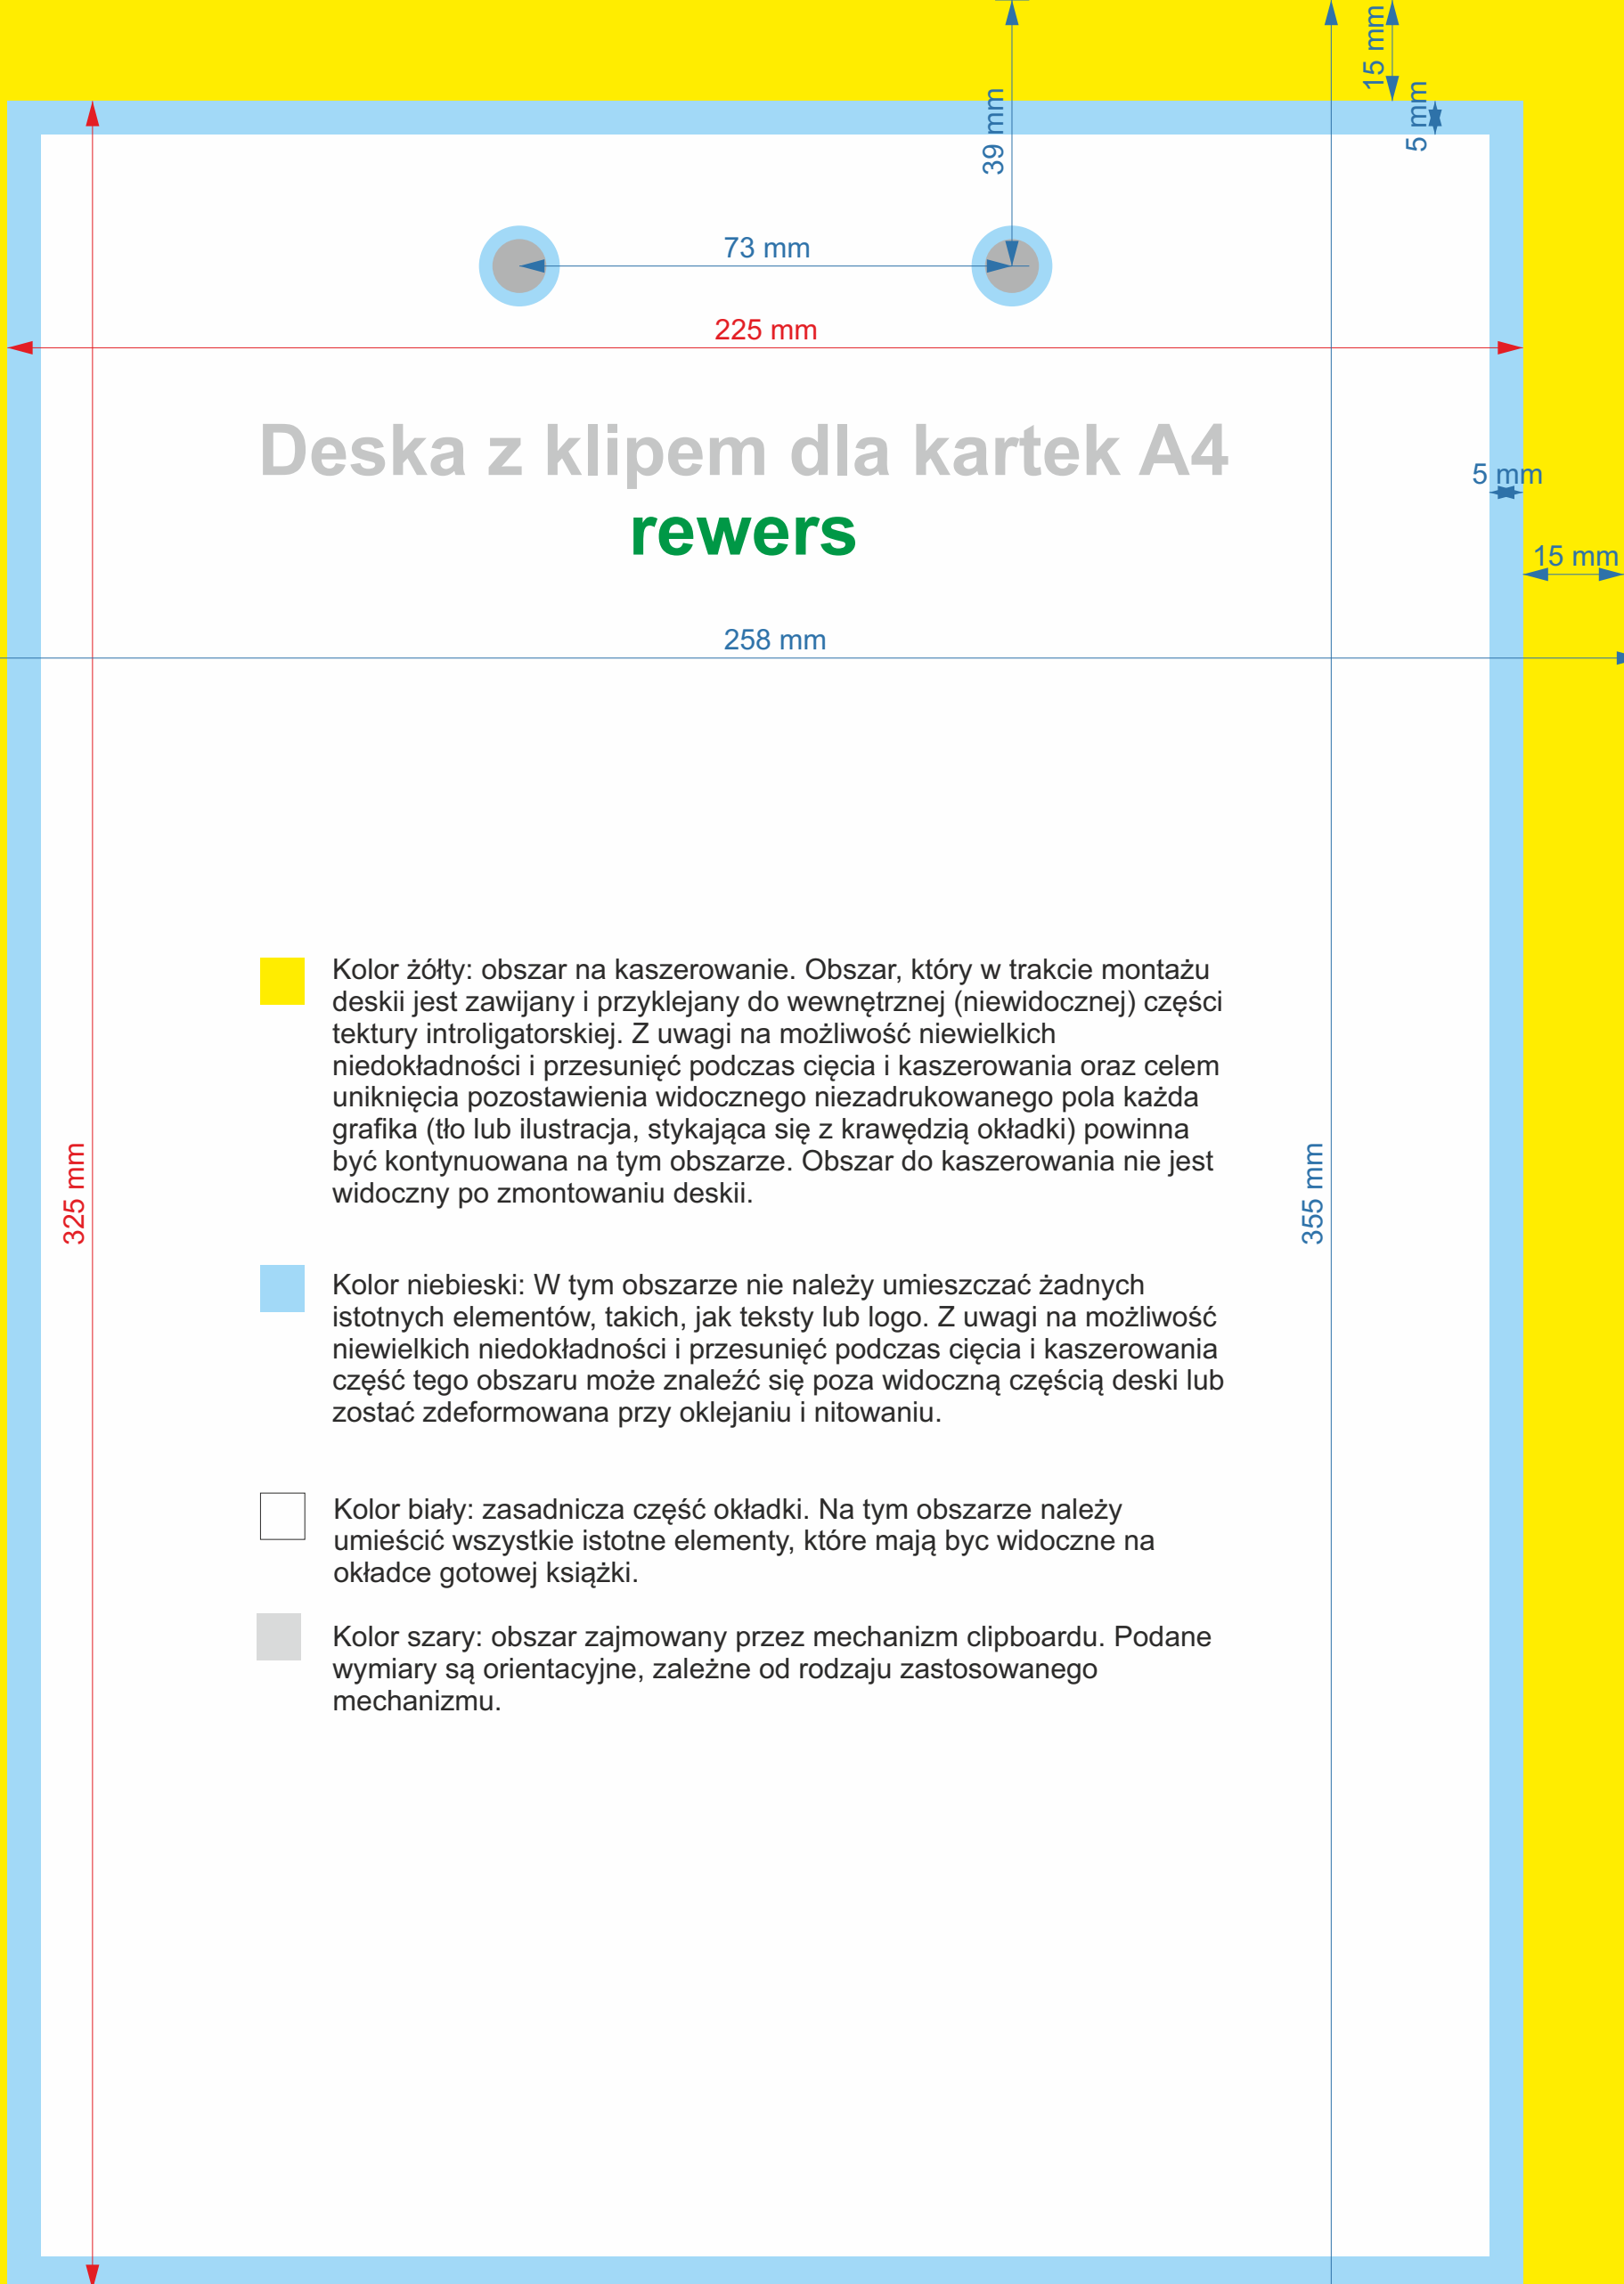 15 mm
5 mm
39 mm
73 mm
225 mm
Deska z klipem dla kartek A4
5 mm
rewers
15 mm
258 mm
Kolor żółty: obszar na kaszerowanie. Obszar, który w trakcie montażu
deskii jest zawijany i przyklejany do wewnętrznej (niewidocznej) części
tektury introligatorskiej. Z uwagi na możliwość niewielkich
niedokładności i przesunięć podczas cięcia i kaszerowania oraz celem
uniknięcia pozostawienia widocznego niezadrukowanego pola każda
grafika (tło lub ilustracja, stykająca się z krawędzią okładki) powinna
być kontynuowana na tym obszarze. Obszar do kaszerowania nie jest
widoczny po zmontowaniu deskii.
325 mm
355 mm
Kolor niebieski: W tym obszarze nie należy umieszczać żadnych
istotnych elementów, takich, jak teksty lub logo. Z uwagi na możliwość
niewielkich niedokładności i przesunięć podczas cięcia i kaszerowania
część tego obszaru może znaleźć się poza widoczną częścią deski lub
zostać zdeformowana przy oklejaniu i nitowaniu.
Kolor biały: zasadnicza część okładki. Na tym obszarze należy
umieścić wszystkie istotne elementy, które mają byc widoczne na
okładce gotowej książki.
Kolor szary: obszar zajmowany przez mechanizm clipboardu. Podane
wymiary są orientacyjne, zależne od rodzaju zastosowanego
mechanizmu.